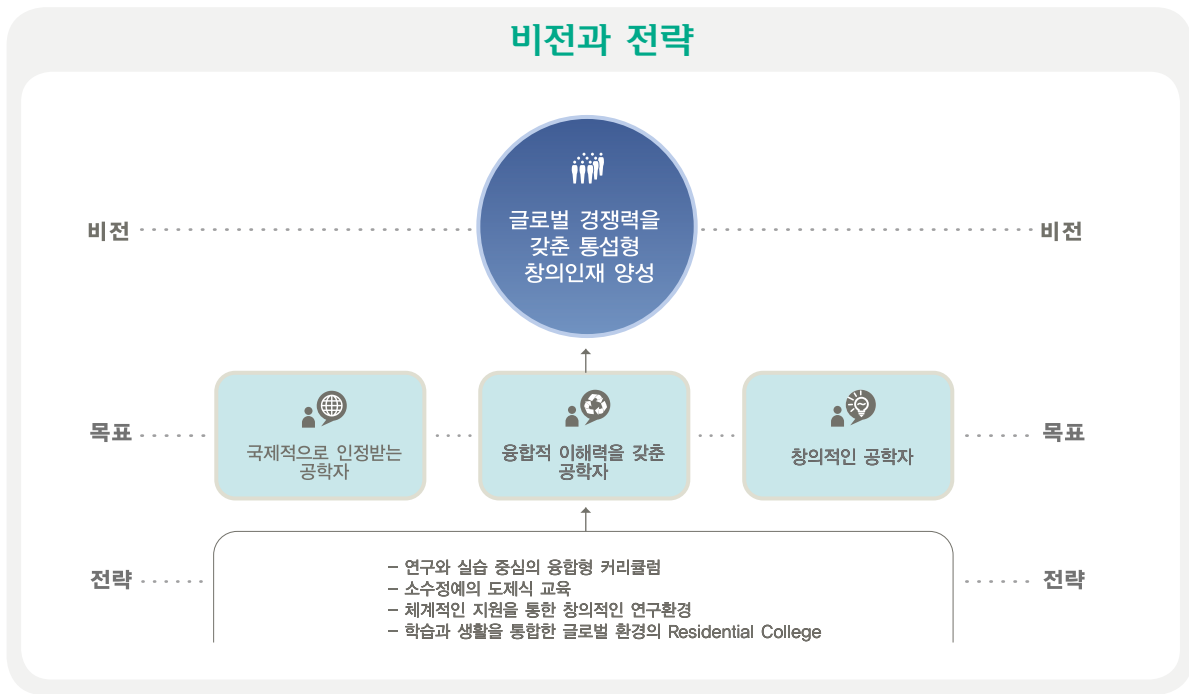 비전과 전략
비전
글로벌 경쟁력을
갖춘 통섭형
창의인재 양성
비전
목표
국제적으로 인정받는
공학자
융합적 이해력을 갖춘
공학자
창의적인 공학자
목표
전략
- 연구와 실습 중심의 융합형 커리큘럼
- 소수정예의 도제식 교육
- 체계적인 지원을 통한 창의적인 연구환경
- 학습과 생활을 통합한 글로벌 환경의 Residential College
전략